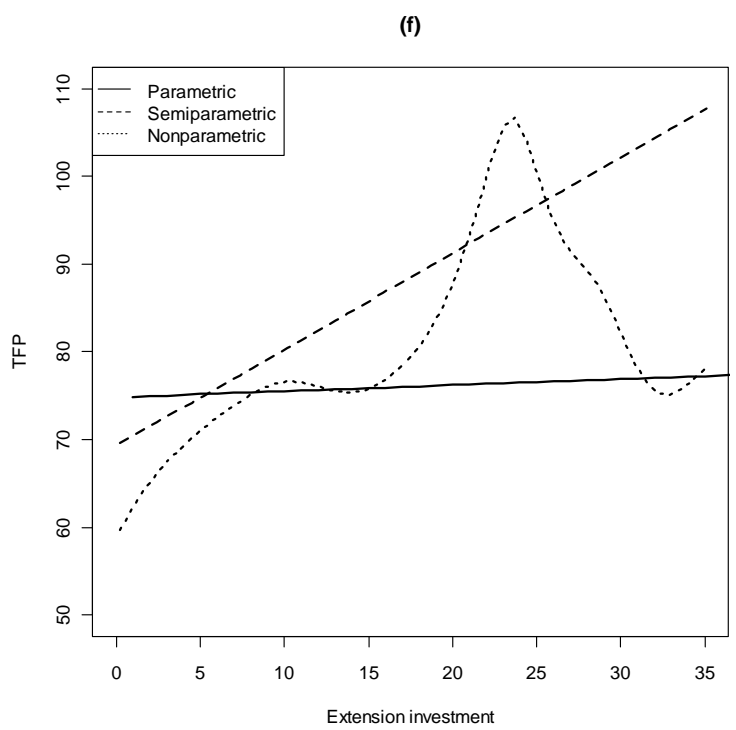 (f)
Parametric
Semiparametric
Nonparametric
TFP
110
100
90
80
70
60
50
0 5 10 15 20 25 30 35
Extension investment